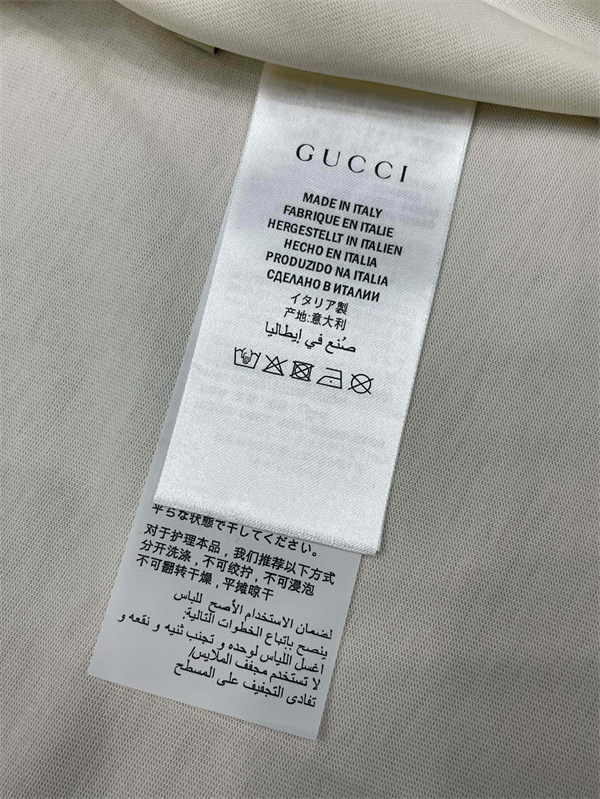 GUCCI
MADE IN ITALY
FABRIQUE EN ITALIE
HERGESTELLT IN ITALIEN
HECHO EN ITALIA
PRODUZIDO NA ITALIA
СДЕЛАНО В ИТАЛИИ
イタリア製
产地:意大利
صُنع في إيطاليا
平らな状態で干してください。
对于护理本品，我们推荐以下方式
分开洗涤，不可绞拧，不可浸泡
不可翻转干燥，平摊晾干
لضمان الاستخدام الأصح للباس
ينصح باتباع الخطوات التالية:
اغسل اللباس لوحده و تجنب ثنيه و نقعه و
لا تستخدم مجفف الملابس/
تفادى التجفيف على المسطح